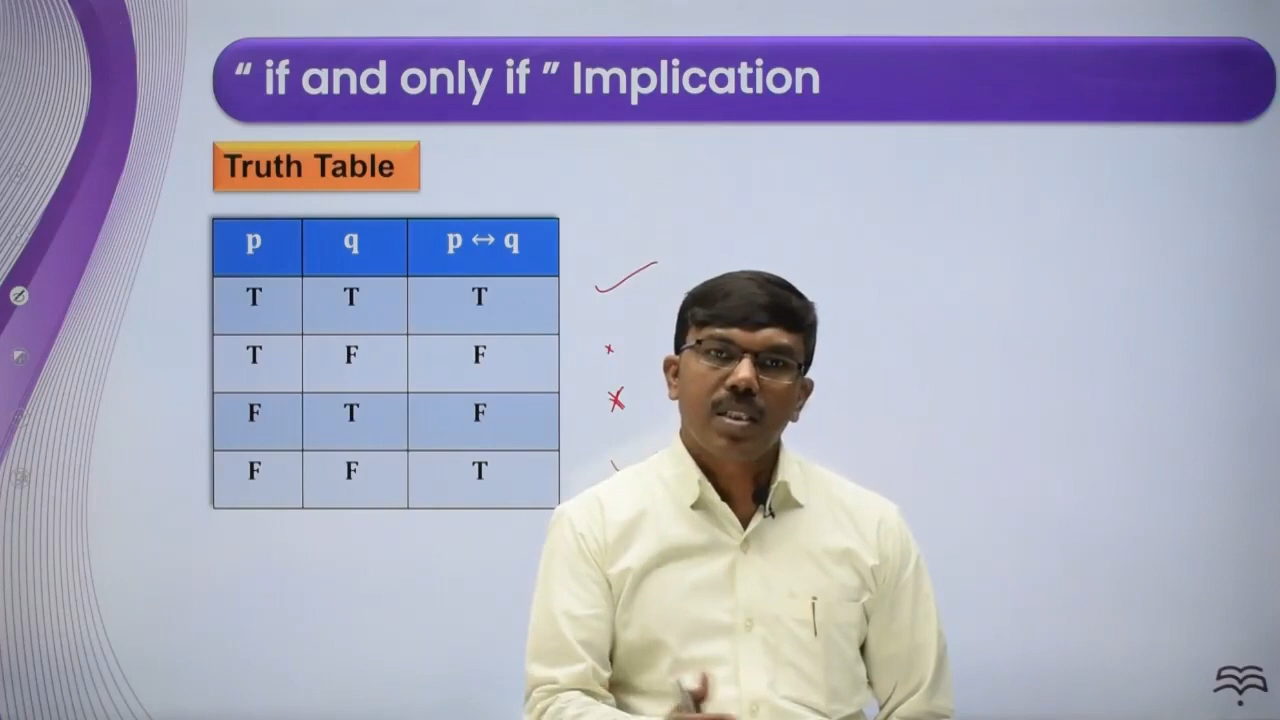 “ if and only if ” Implication
Truth Table
p q p ↔ q
T T T
T F F
F T F
F F T